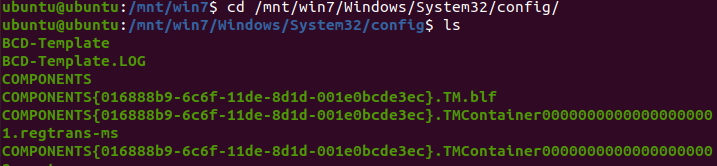 ubuntu@ubuntu:/mnt/win7$ cd /mnt/win7/Windows/System32/config/
ubuntu@ubuntu:/mnt/win7/Windows/System32/config$ ls
BCD-Template
BCD-Template.LOG
COMPONENTS
COMPONENTS{016888b9-6c6f-11de-8d1d-001e0bcde3ec}.TM.blf
COMPONENTS{016888b9-6c6f-11de-8d1d-001e0bcde3ec}.TMContainer0000000000000000000
1.regtrans-ms
COMPONENTS{016888b9-6c6f-11de-8d1d-001e0bcde3ec}.TMContainer0000000000000000000